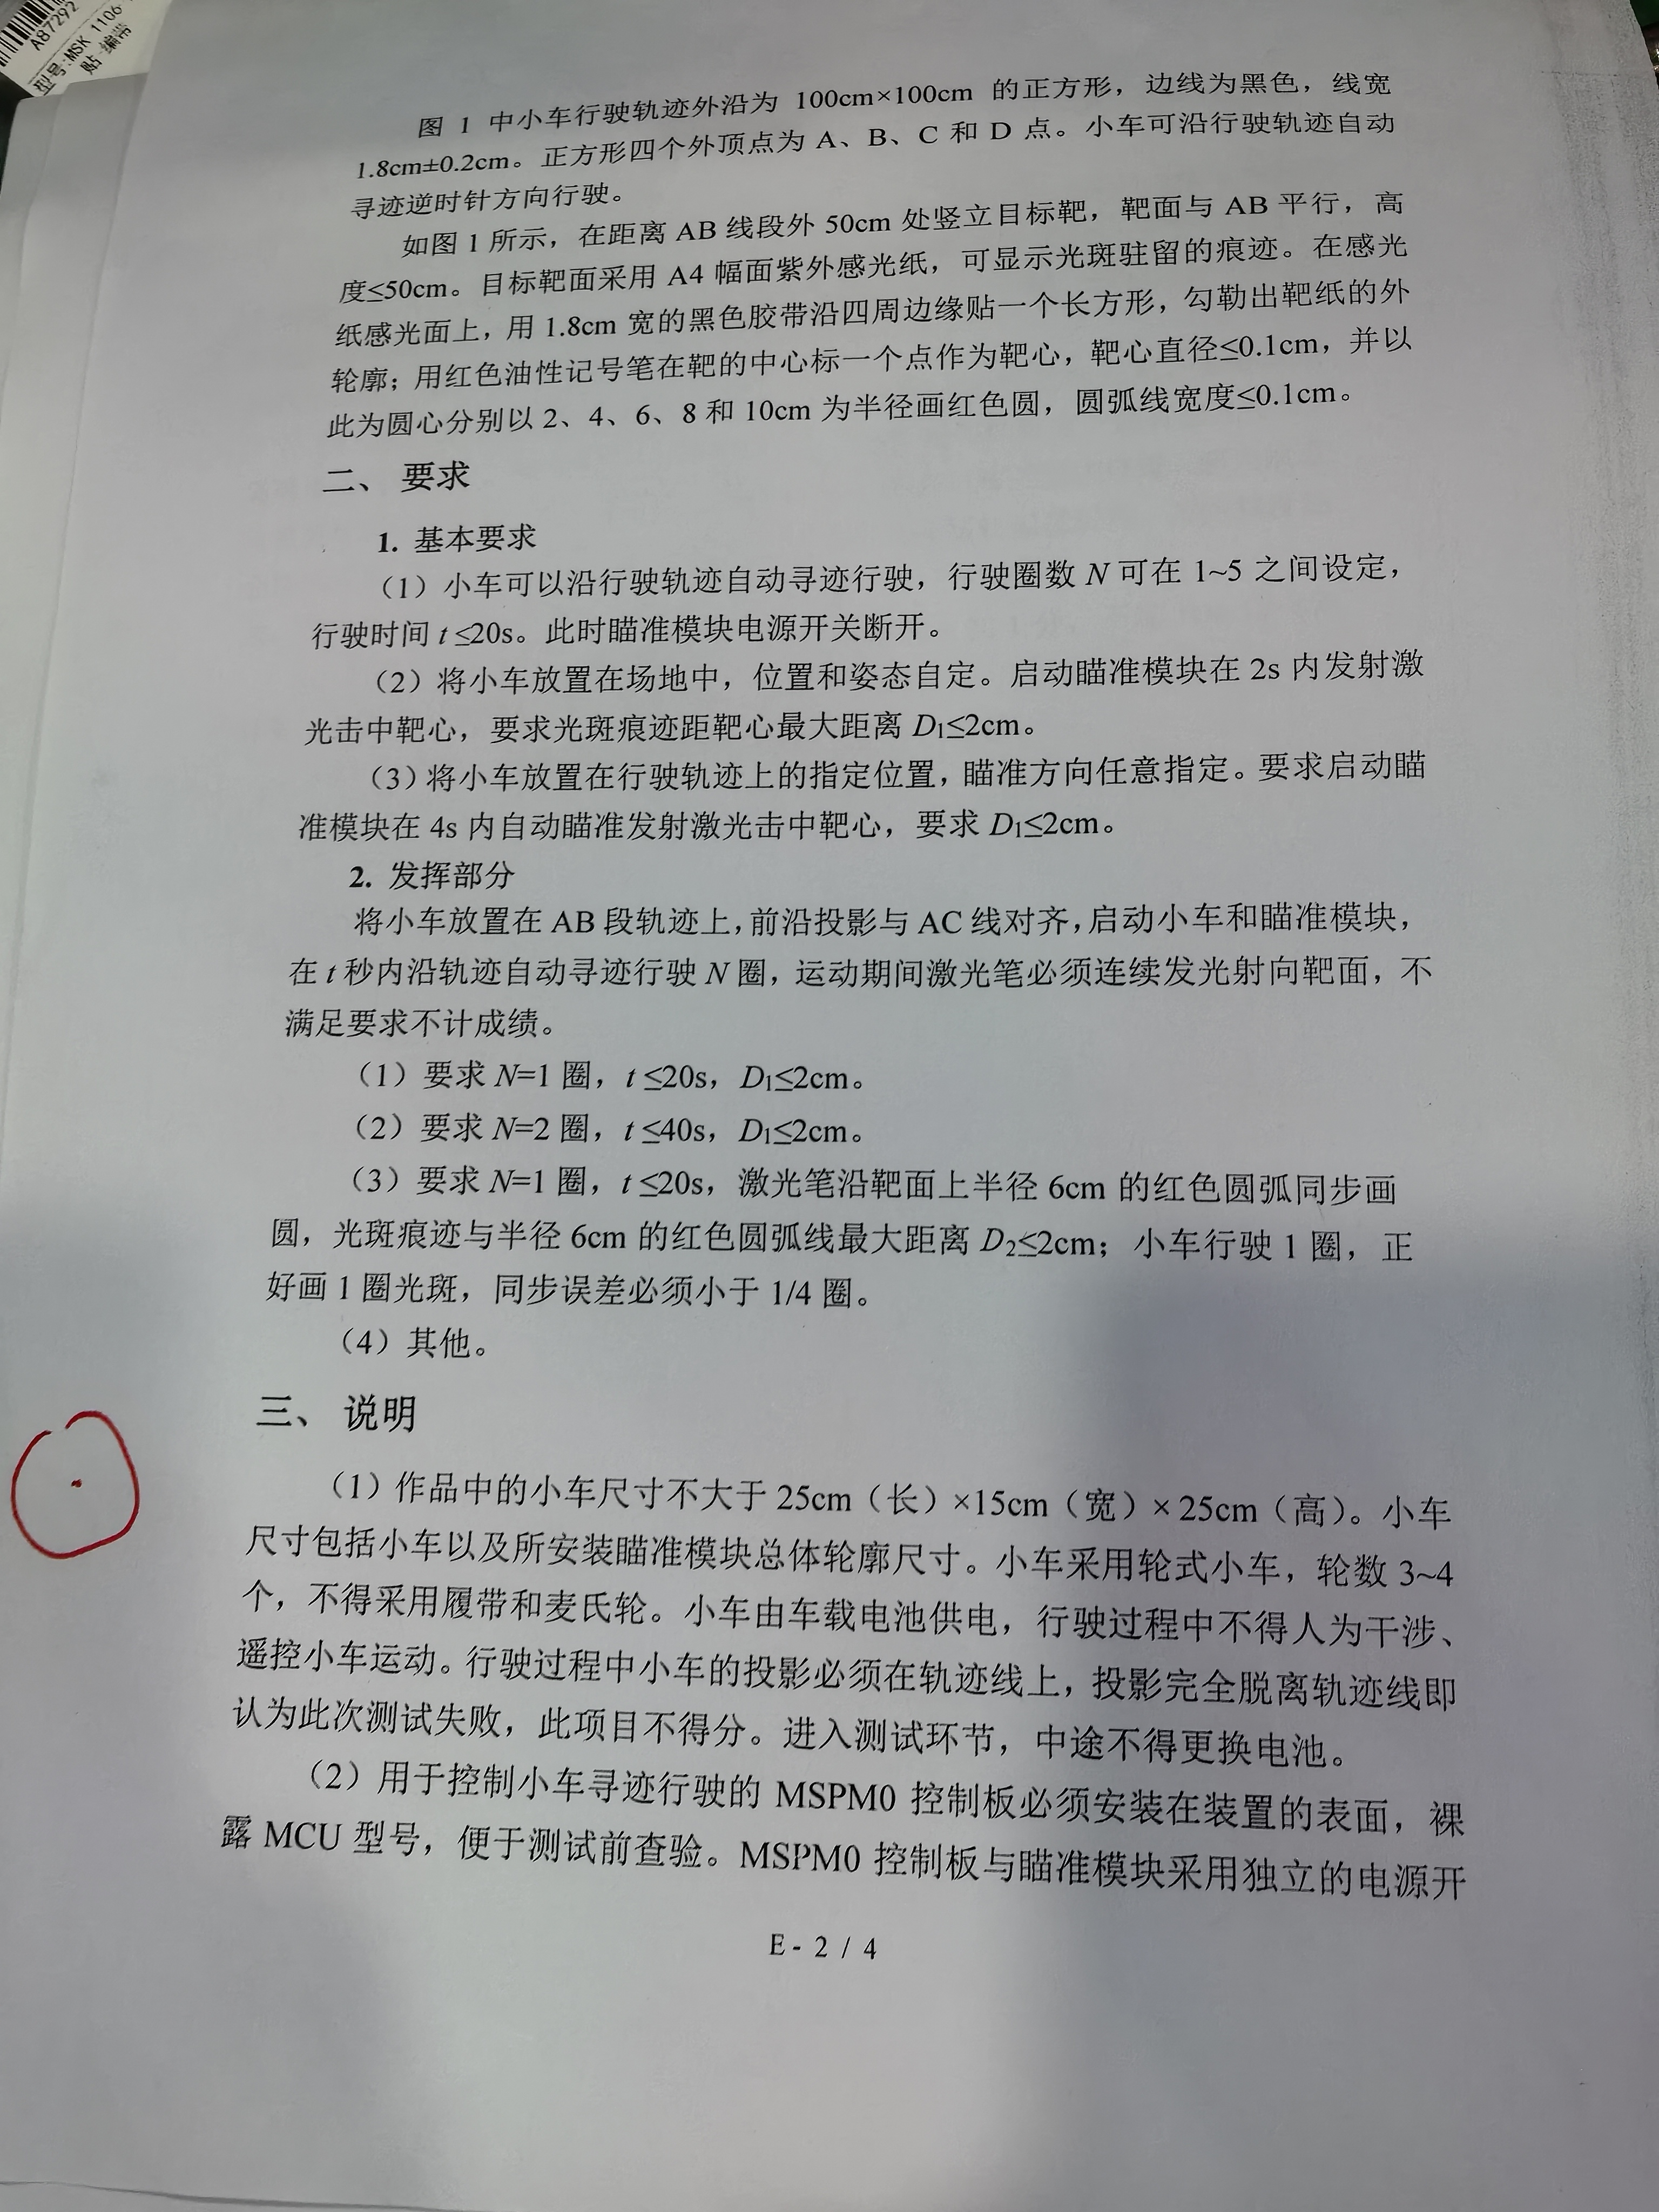 A87292
型号:MSK 1106
贴-编带
图 1 中小车行驶轨迹外沿为 100cm×100cm 的正方形，边线为黑色，线宽
1.8cm±0.2cm。正方形四个外顶点为 A、B、C 和 D 点。小车可沿行驶轨迹自动
寻迹逆时针方向行驶。
如图 1 所示，在距离 AB 线段外 50cm 处竖立目标靶，靶面与 AB 平行，高
度≤50cm。目标靶面采用 A4 幅面紫外感光纸，可显示光斑驻留的痕迹。在感光
纸感光面上，用 1.8cm 宽的黑色胶带沿四周边缘贴一个长方形，勾勒出靶纸的外
轮廓；用红色油性记号笔在靶的中心标一个点作为靶心，靶心直径≤0.1cm，并以
此为圆心分别以 2、4、6、8 和 10cm 为半径画红色圆，圆弧线宽度≤0.1cm。
二、 要求
1. 基本要求
（1）小车可以沿行驶轨迹自动寻迹行驶，行驶圈数 N 可在 1~5 之间设定，
行驶时间 t ≤20s。此时瞄准模块电源开关断开。
（2）将小车放置在场地中，位置和姿态自定。启动瞄准模块在 2s 内发射激
光击中靶心，要求光斑痕迹距靶心最大距离 D1≤2cm。
（3）将小车放置在行驶轨迹上的指定位置，瞄准方向任意指定。要求启动瞄
准模块在 4s 内自动瞄准发射激光击中靶心，要求 D1≤2cm。
2. 发挥部分
将小车放置在 AB 段轨迹上，前沿投影与 AC 线对齐，启动小车和瞄准模块，
在 t 秒内沿轨迹自动寻迹行驶 N 圈，运动期间激光笔必须连续发光射向靶面，不
满足要求不计成绩。
（1）要求 N=1 圈，t ≤20s，D1≤2cm。
（2）要求 N=2 圈，t ≤40s，D1≤2cm。
（3）要求 N=1 圈，t ≤20s，激光笔沿靶面上半径 6cm 的红色圆弧同步画
圆，光斑痕迹与半径 6cm 的红色圆弧线最大距离 D2≤2cm；小车行驶 1 圈，正
好画 1 圈光斑，同步误差必须小于 1/4 圈。
（4）其他。
三、 说明
（1）作品中的小车尺寸不大于 25cm（长）×15cm（宽）× 25cm（高）。小车
尺寸包括小车以及所安装瞄准模块总体轮廓尺寸。小车采用轮式小车，轮数 3~4
个，不得采用履带和麦氏轮。小车由车载电池供电，行驶过程中不得人为干涉、
遥控小车运动。行驶过程中小车的投影必须在轨迹线上，投影完全脱离轨迹线即
认为此次测试失败，此项目不得分。进入测试环节，中途不得更换电池。
（2）用于控制小车寻迹行驶的 MSPM0 控制板必须安装在装置的表面，裸
露 MCU 型号，便于测试前查验。MSPM0 控制板与瞄准模块采用独立的电源开
E - 2 / 4